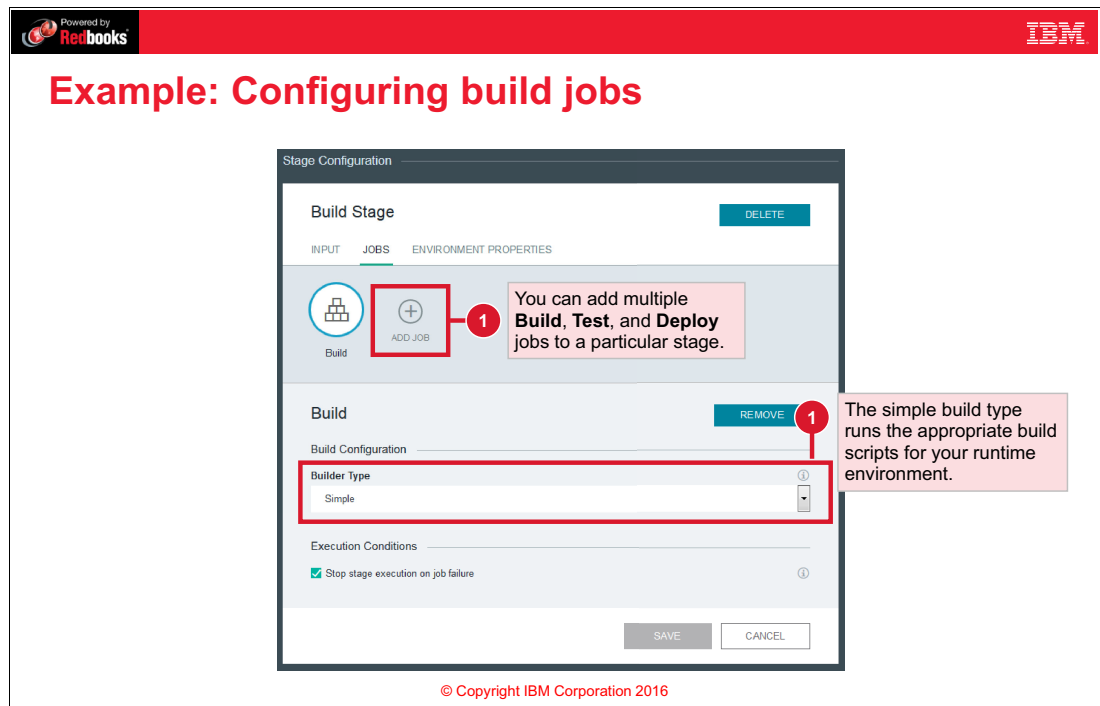 Powered by
Redbooks
IBM.
Example: Configuring build jobs
Stage Configuration
Build Stage
DELETE
INPUT JOBS ENVIRONMENT PROPERTIES
Build
ADD JOB
1
You can add multiple
Build, Test, and Deploy
jobs to a particular stage.
Build
REMOVE
1
The simple build type
runs the appropriate build
scripts for your runtime
environment.
Build Configuration
Builder Type
Simple
Execution Conditions
Stop stage execution on job failure
SAVE
CANCEL
© Copyright IBM Corporation 2016